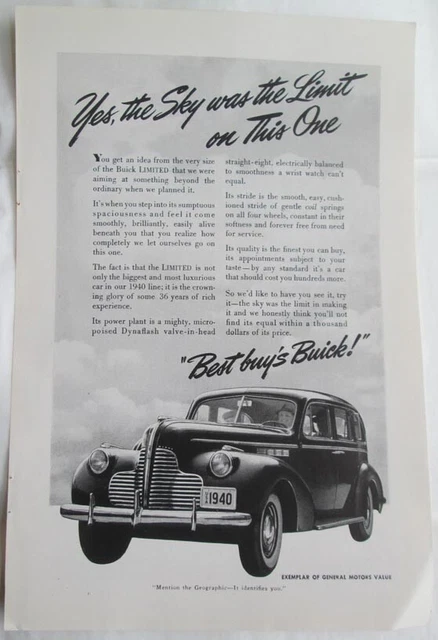 Yes, the Sky was the Limit
on This One
You get an idea from the very size
of the Buick LIMITED that we were
aiming at something beyond the
ordinary when we planned it.
It's when you step into its sumptuous
spaciousness and feel it come
smoothly, brilliantly, easily alive
beneath you that you realize how
completely we let ourselves go on
this one.
The fact is that the LIMITED is not
only the biggest and most luxurious
car in our 1940 line; it is the crown-
ing glory of some 36 years of rich
experience.
Its power plant is a mighty, micro-
poised Dynaflash valve-in-head
straight-eight, electrically balanced
to smoothness a wrist watch can't
equal.
Its stride is the smooth, easy, cush-
ioned stride of gentle coil springs
on all four wheels, constant in their
softness and forever free from need
for service.
Its quality is the finest you can buy,
its appointments subject to your
taste—by any standard it's a car
that should cost you hundreds more.
So we'd like to have you see it, try
it—the sky was the limit in making
it and we honestly think you'll not
find its equal within a thousand
dollars of its price.
"Best buy's Buick!"
1940
EXEMPLAR OF GENERAL MOTORS VALUE
"Mention the Geographic—It identifies you."